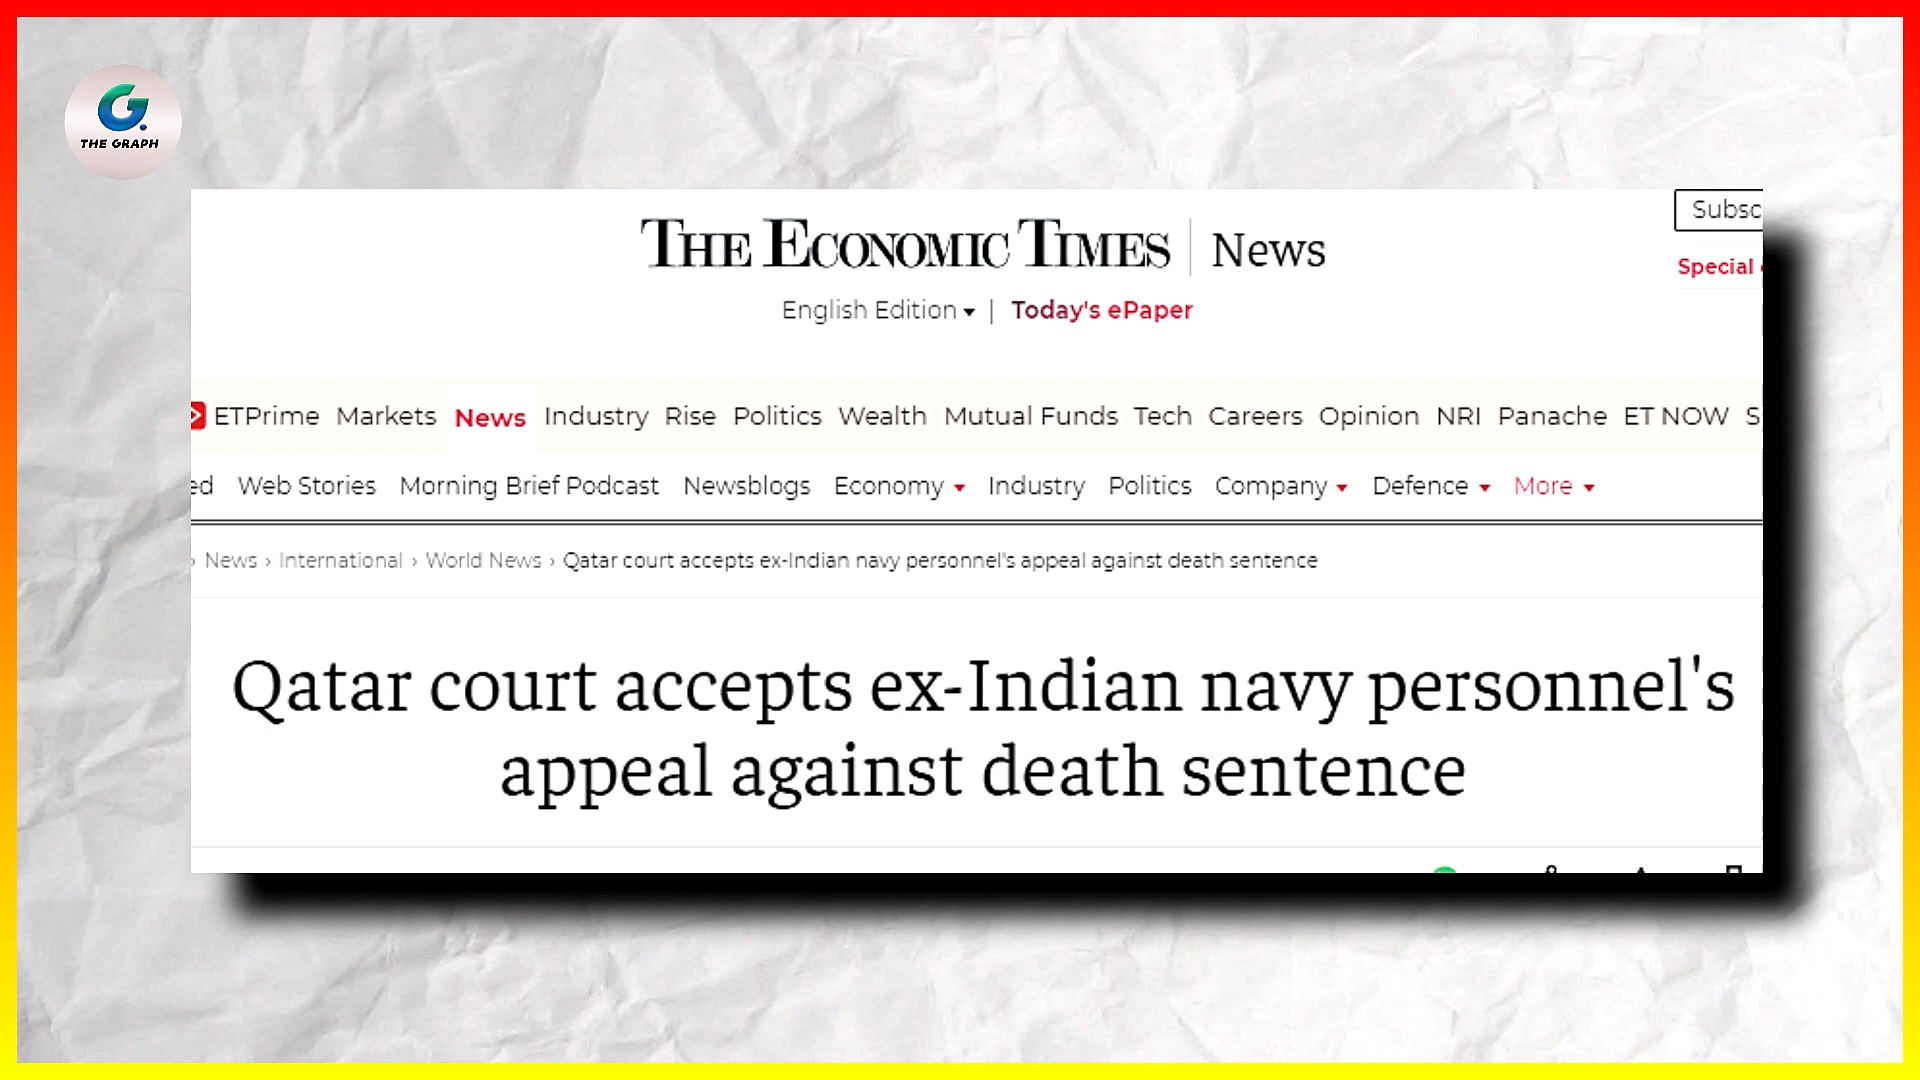 G.
THE GRAPH
Subsc
THE ECONOMIC TIMES | News
Special
English Edition | Today's ePaper
ETPrime Markets News Industry Rise Politics Wealth Mutual Funds Tech Careers Opinion NRI Panache ET NOW S
ed Web Stories Morning Brief Podcast Newsblogs Economy Industry Politics Company Defence More
› News › International › World News › Qatar court accepts ex-Indian navy personnel's appeal against death sentence
Qatar court accepts ex-Indian navy personnel's
appeal against death sentence